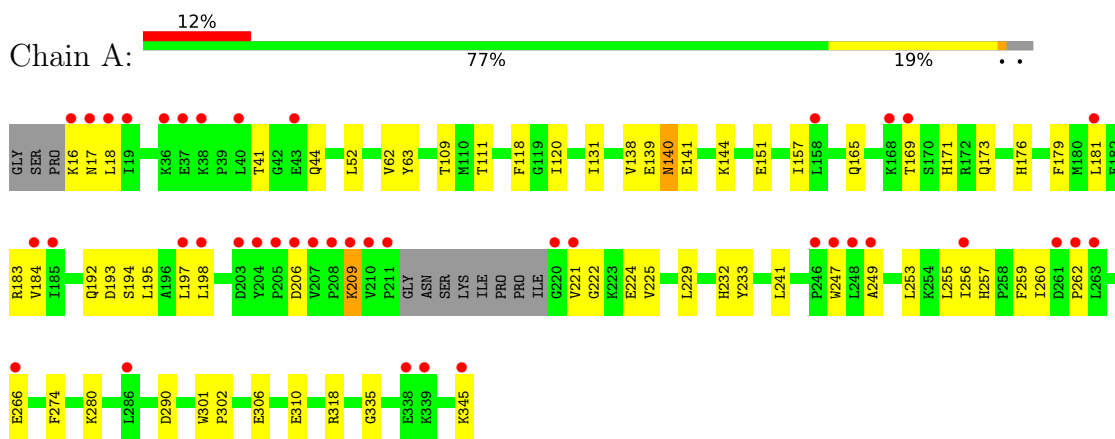 12%
Chain A:
77% 19% • •
GLY SER PRO K16 N17 L18 I19 K36 E37 K38 P39 L40 T41 G42 E43 Q44 L52 V62 Y63 T109 M110 T111 F118 G119 I120 I131 V138 E139 N140 E141 K144 E151 I157 L158 Q165 K168 T169 S170 H171 R172 Q173 H176 F179 M180 L181 E182
R183 V184 I185 Q192 D193 S194 L195 A196 L197 L198 D203 Y204 P205 D206 V207 P208 K209 V210 P211 GLY ASN SER LYS ILE PRO PRO ILE G220 V221 G222 K223 E224 V225 L229 H232 Y233 L241 P246 W247 L248 A249 L253 K254 L255 I256 H257 P258 F259 I260 D261 P262 L263
E266 F274 K280 L286 D290 W301 P302 E306 E310 R318 G335 E338 K339 K345